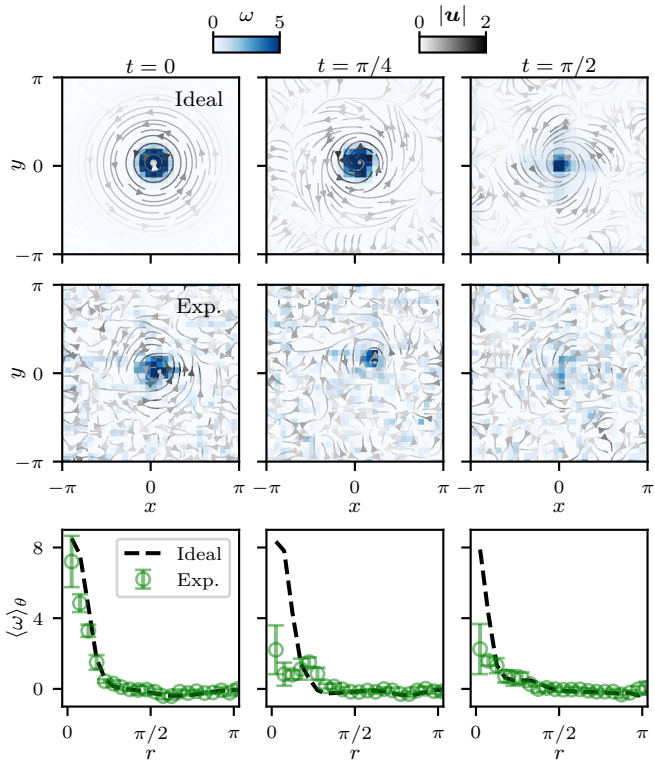 ω |u|
0 5 0 2
t = 0 t = π/4 t = π/2
π
Ideal
y 0
−π
π
Exp.
y 0
−π
−π 0 π −π 0 π −π 0 π
x x x
8
Ideal
Exp.
⟨ω⟩θ 4
0
0 π/2 π 0 π/2 π 0 π/2 π
r r r